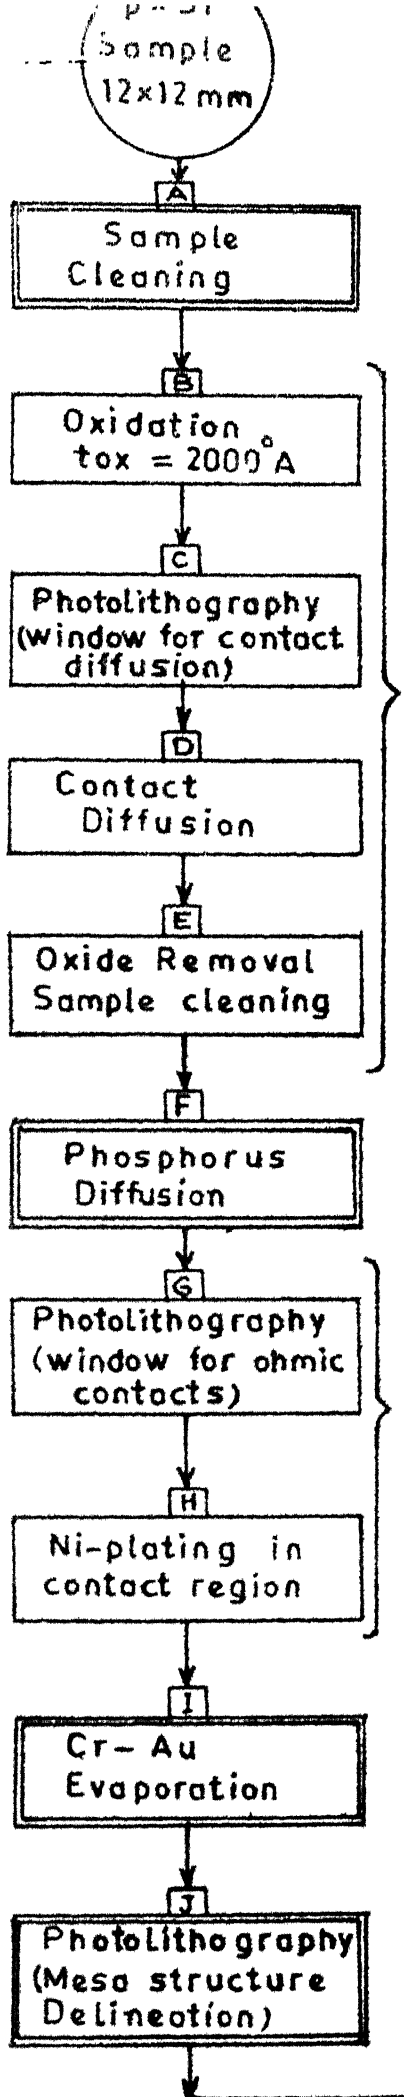 Sample
12×12 mm
A
Sample
Cleaning
B
Oxidation
tox = 2000°A
C
Photolithography
(window for contact
diffusion)
D
Contact
Diffusion
E
Oxide Removal
Sample cleaning
F
Phosphorus
Diffusion
G
Photolithography
(window for ohmic
contacts)
H
Ni-plating in
contact region
I
Cr-Au
Evaporation
J
Photolithography
(Mesa structure
Delineation)